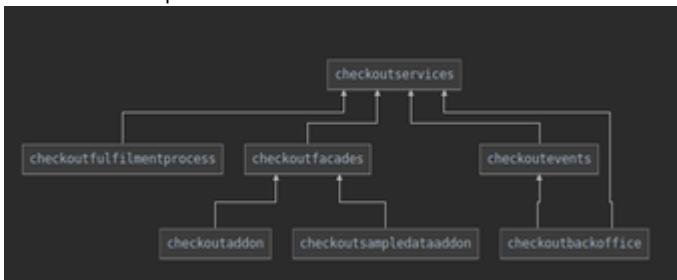 checkoutservices
checkoutfulfilmentprocess
checkoutfacades
checkoutevents
checkoutaddon
checkoutsampledataaddon
checkoutbackoffice